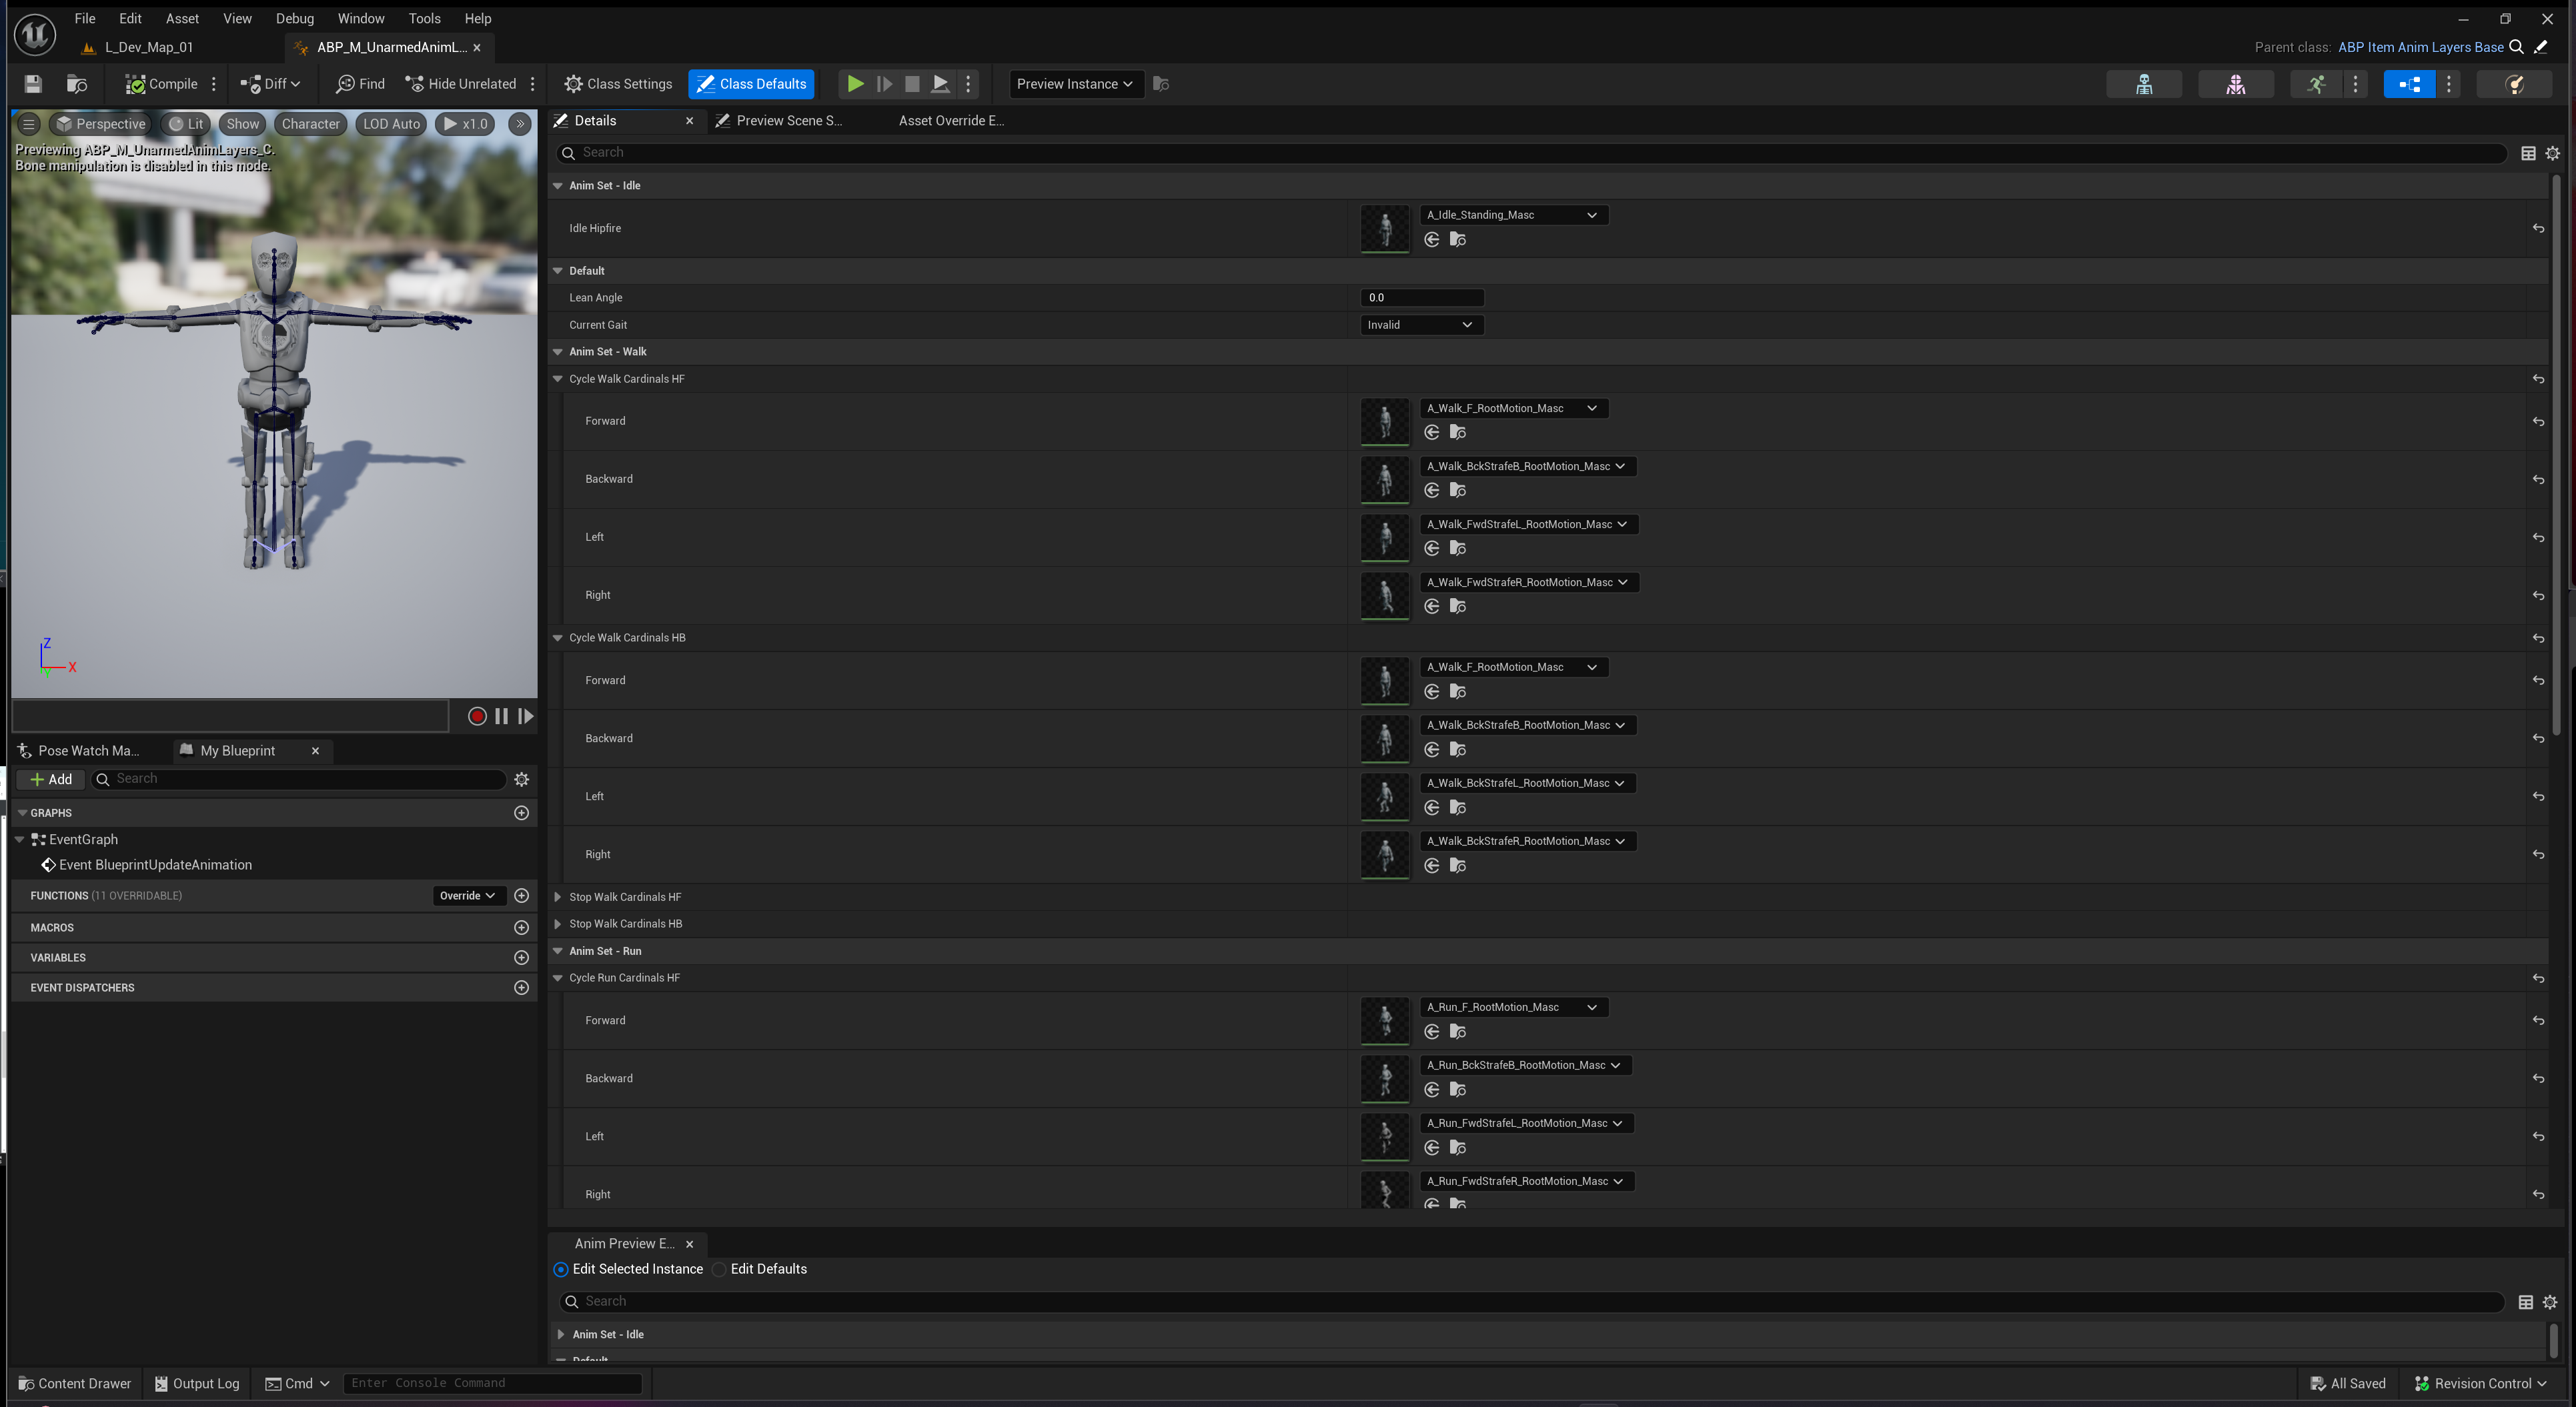 File Edit Asset View Debug Window Tools Help
L_Dev_Map_01 ABP_M_UnarmedAnimL... Parent class: ABP Item Anim Layers Base
Compile Diff Find Hide Unrelated Class Settings Class Defaults Preview Instance
Perspective Lit Show Character LOD Auto x1.0
Previewing ABP_M_UnarmedAnimLayers_C.
Bone manipulation is disabled in this mode.
Z
X
Pose Watch Ma... My Blueprint
Add Search
GRAPHS
EventGraph
Event BlueprintUpdateAnimation
FUNCTIONS (11 OVERRIDABLE) Override
MACROS
VARIABLES
EVENT DISPATCHERS
Details Preview Scene S... Asset Override E...
Search
Anim Set - Idle
Idle Hipfire A_Idle_Standing_Masc
Default
Lean Angle 0.0
Current Gait Invalid
Anim Set - Walk
Cycle Walk Cardinals HF
Forward A_Walk_F_RootMotion_Masc
Backward A_Walk_BckStrafeB_RootMotion_Masc
Left A_Walk_FwdStrafeL_RootMotion_Masc
Right A_Walk_FwdStrafeR_RootMotion_Masc
Cycle Walk Cardinals HB
Forward A_Walk_F_RootMotion_Masc
Backward A_Walk_BckStrafeB_RootMotion_Masc
Left A_Walk_BckStrafeL_RootMotion_Masc
Right A_Walk_BckStrafeR_RootMotion_Masc
Stop Walk Cardinals HF
Stop Walk Cardinals HB
Anim Set - Run
Cycle Run Cardinals HF
Forward A_Run_F_RootMotion_Masc
Backward A_Run_BckStrafeB_RootMotion_Masc
Left A_Run_FwdStrafeL_RootMotion_Masc
Right A_Run_FwdStrafeR_RootMotion_Masc
Anim Preview E...
Edit Selected Instance Edit Defaults
Search
Anim Set - Idle
Default
Content Drawer Output Log Cmd Enter Console Command All Saved Revision Control